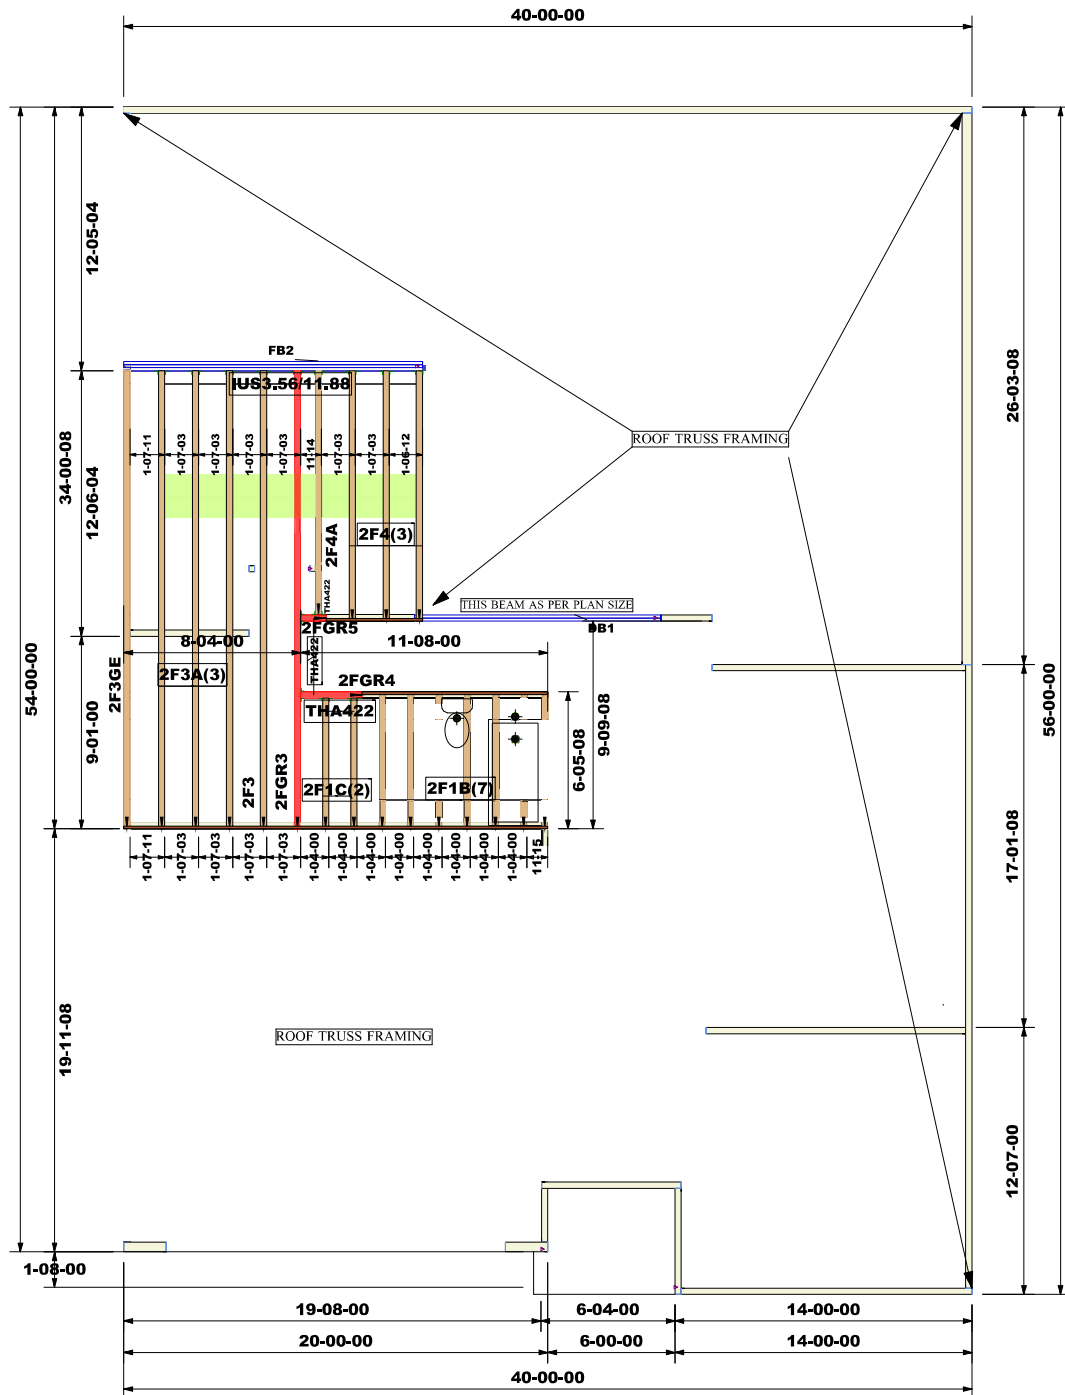 40-00-00
12-05-04
34-00-08
12-06-04
54-00-00
9-01-00
19-11-08
1-08-00
26-03-08
17-01-08
56-00-00
12-07-00
FB2
IUS3.56/11.88
ROOF TRUSS FRAMING
1-07-11
1-07-03
1-07-03
1-07-03
1-07-03
11-14
1-07-03
1-07-03
1-06-12
2F4A
2F4(3)
THA422
THIS BEAM AS PER PLAN SIZE
DB1
2FGR5
8-04-00
11-08-00
THA422
2F3GE
2F3A(3)
2FGR4
THA422
6-05-08
9-09-08
2F3
2FGR3
2F1C(2)
2F1B(7)
1-07-11
1-07-03
1-07-03
1-07-03
1-07-03
1-04-00
1-04-00
1-04-00
1-04-00
1-04-00
1-04-00
1-04-00
11-15
ROOF TRUSS FRAMING
19-08-00
6-04-00
14-00-00
20-00-00
6-00-00
14-00-00
40-00-00